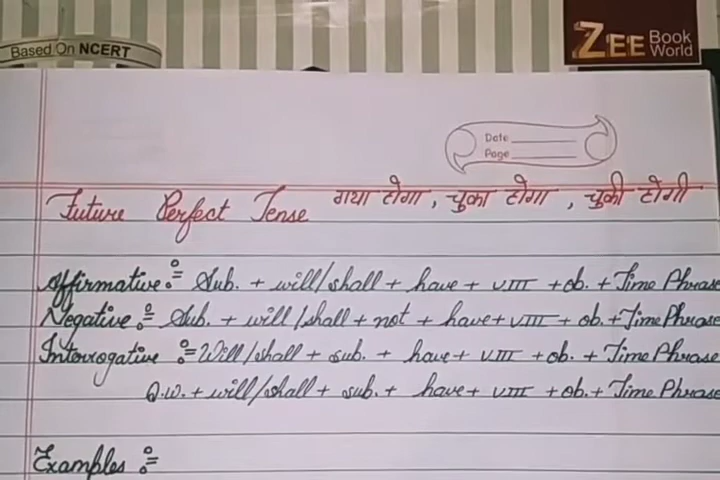 Based On NCERT
ZEE Book World
Date
Page
Future Perfect Tense गया होगा, चुका होगा, चुकी होगी
Affirmative := Sub. + will/shall + have + VIII + ob. + Time Phrase
Negative := Sub. + will/shall + not + have + VIII + ob. + Time Phrase
Interrogative := Will/shall + sub. + have + VIII + ob. + Time Phrase
Q.W. + will/shall + sub. + have + VIII + ob. + Time Phrase
Examples :=